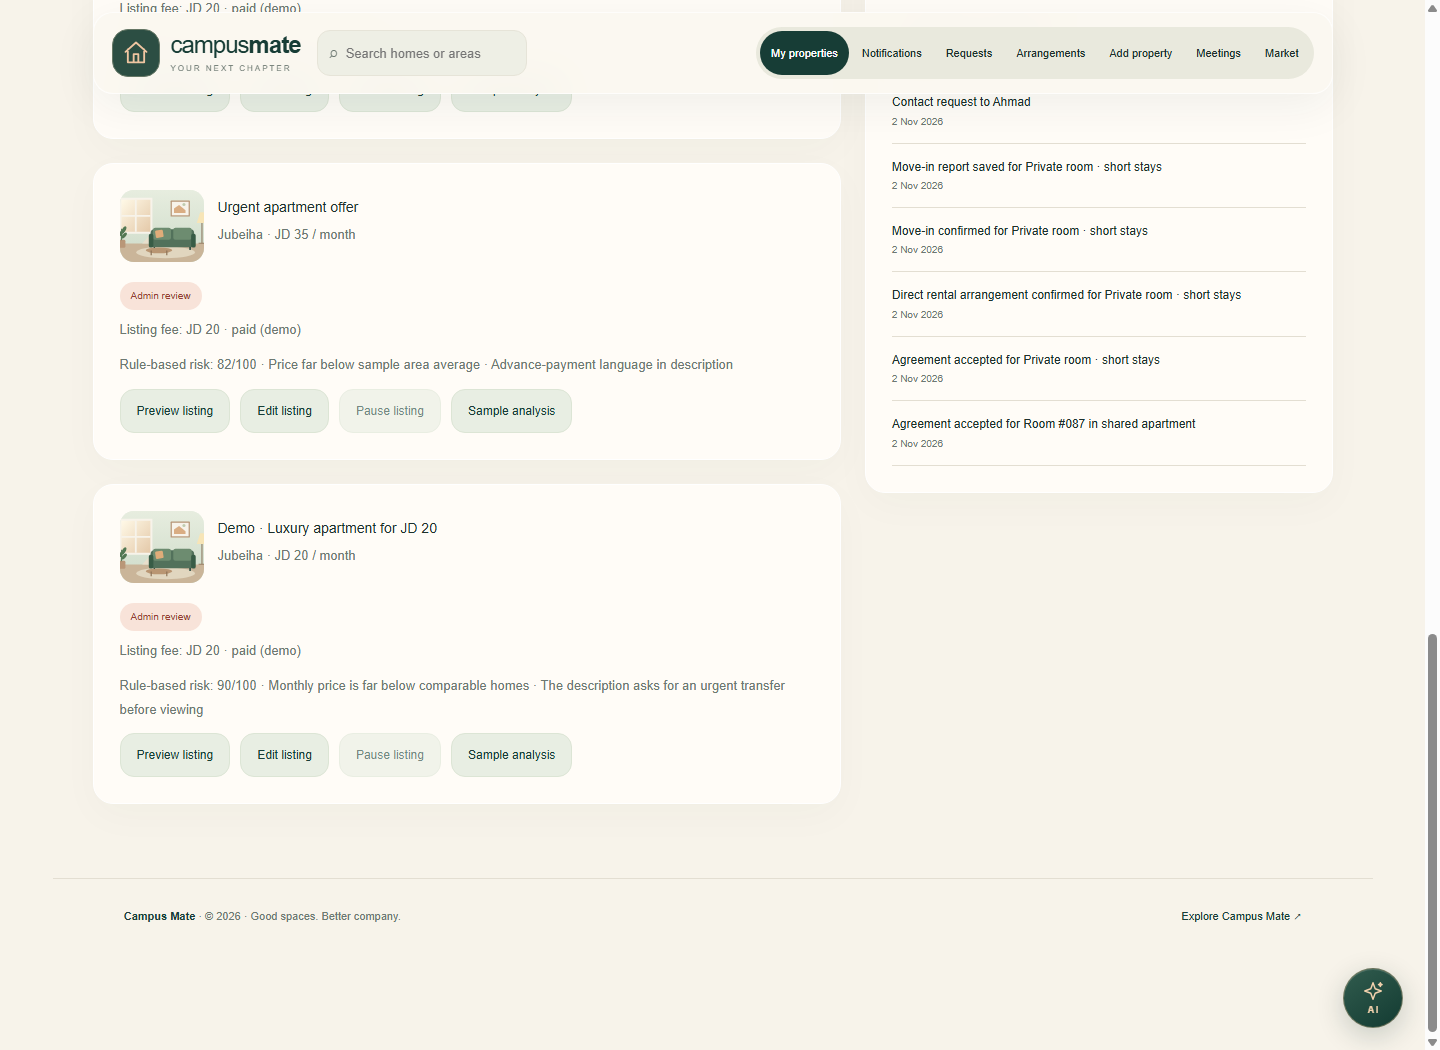 Listing fee: JD 20 · paid (demo)
campusmate
YOUR NEXT CHAPTER
Search homes or areas
My properties
Notifications
Requests
Arrangements
Add property
Meetings
Market
Urgent apartment offer
Jubeiha · JD 35 / month
Admin review
Listing fee: JD 20 · paid (demo)
Rule-based risk: 82/100 · Price far below sample area average · Advance-payment language in description
Preview listing
Edit listing
Pause listing
Sample analysis
Demo · Luxury apartment for JD 20
Jubeiha · JD 20 / month
Admin review
Listing fee: JD 20 · paid (demo)
Rule-based risk: 90/100 · Monthly price is far below comparable homes · The description asks for an urgent transfer
before viewing
Preview listing
Edit listing
Pause listing
Sample analysis
Contact request to Ahmad
2 Nov 2026
Move-in report saved for Private room · short stays
2 Nov 2026
Move-in confirmed for Private room · short stays
2 Nov 2026
Direct rental arrangement confirmed for Private room · short stays
2 Nov 2026
Agreement accepted for Private room · short stays
2 Nov 2026
Agreement accepted for Room #087 in shared apartment
2 Nov 2026
Campus Mate · © 2026 · Good spaces. Better company.
Explore Campus Mate ↗
AI